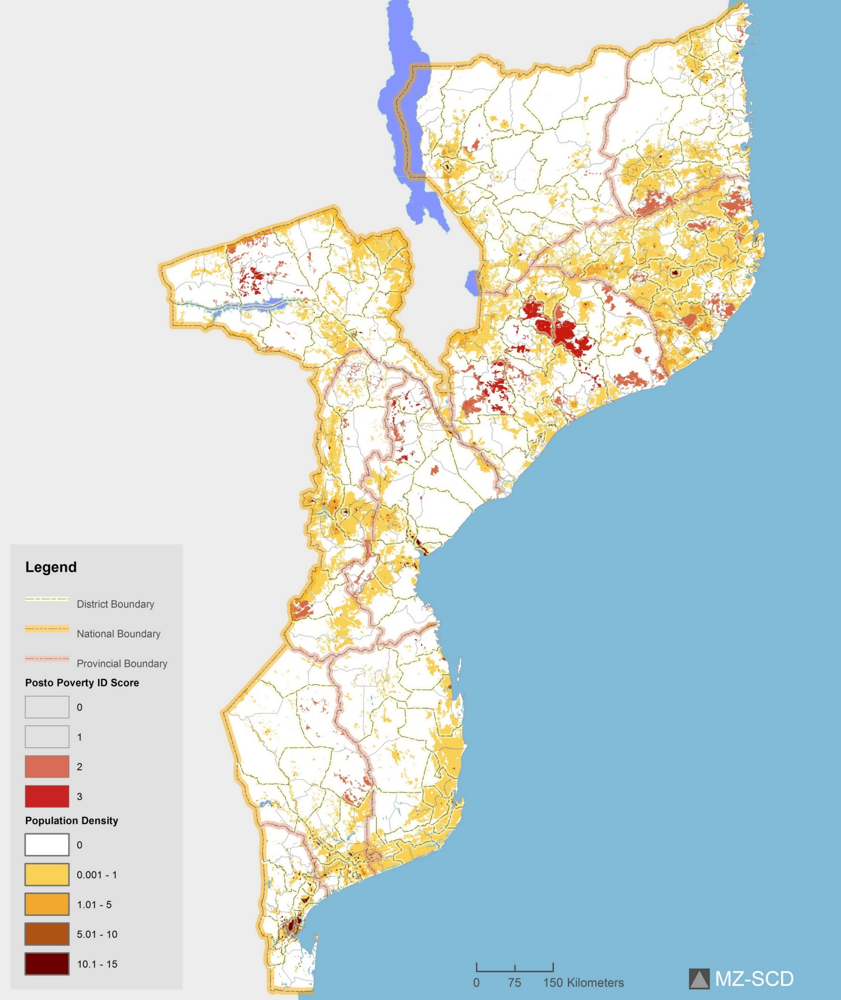 Legend
District Boundary
National Boundary
Provincial Boundary
Posto Poverty ID Score
0
1
2
3
Population Density
0
0.001 - 1
1.01 - 5
5.01 - 10
10.1 - 15
0 75 150 Kilometers
MZ-SCD